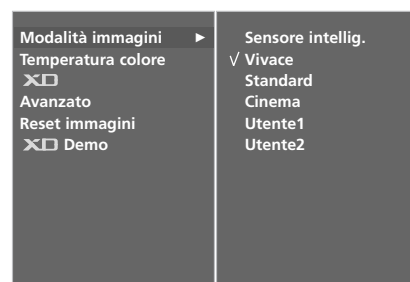 Modalità immagini ►
Temperatura colore
XD
Avanzato
Reset immagini
XD Demo
Sensore intellig.
√ Vivace
Standard
Cinema
Utente1
Utente2